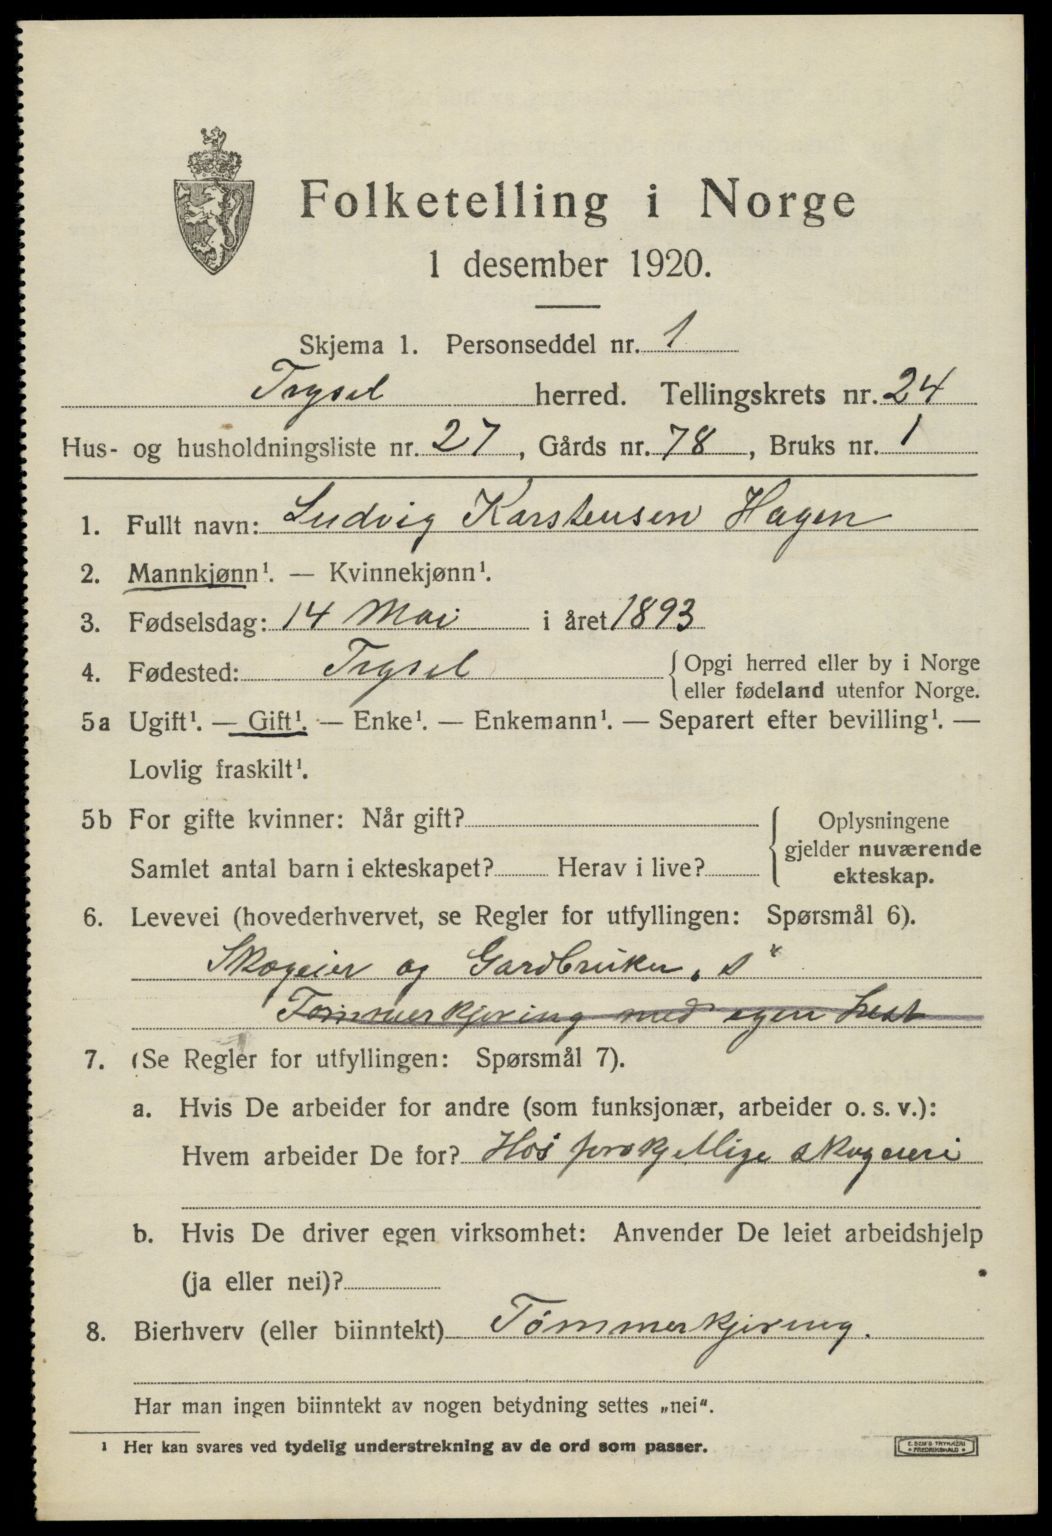 Folketelling i Norge
1 desember 1920.
Skjema 1. Personseddel nr. 1
Trysil herred. Tellingskrets nr. 24
Hus- og husholdningsliste nr. 27, Gårds nr. 78, Bruks nr. 1
1. Fullt navn: Ludvig Karstensen Hagen
2. Mannkjønn¹. — Kvinnekjønn¹.
3. Fødselsdag: 14 Mai i året 1893
4. Fødested: Trysil { Opgi herred eller by i Norge
eller fødeland utenfor Norge.
5a Ugift¹. — Gift¹. — Enke¹. — Enkemann¹. — Separert efter bevilling¹. —
Lovlig fraskilt¹.
5b For gifte kvinner: Når gift?
Samlet antal barn i ekteskapet? Herav i live?
{ Oplysningene
gjelder nuværende
ekteskap.
6. Levevei (hovederhvervet, se Regler for utfyllingen: Spørsmål 6).
Skogeier og Gardbruker. "s"
Tømmerkjøring med egen hest
7. (Se Regler for utfyllingen: Spørsmål 7).
a. Hvis De arbeider for andre (som funksjonær, arbeider o. s. v.):
Hvem arbeider De for? Hos forskjellige skogeieri
b. Hvis De driver egen virksomhet: Anvender De leiet arbeidshjelp
(ja eller nei)?
8. Bierhverv (eller biinntekt) Tømmerkjøring.
Har man ingen biinntekt av nogen betydning settes „nei".
¹ Her kan svares ved tydelig understrekning av de ord som passer.
E. SEM'S TRYKKERI
FREDRIKSHALD